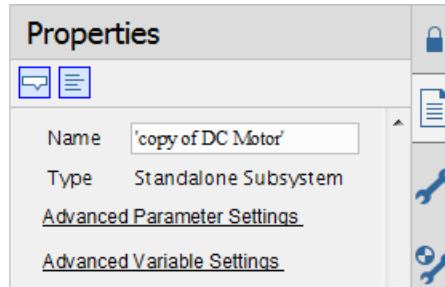 Properties
Name 'copy of DC Motor'
Type Standalone Subsystem
Advanced Parameter Settings
Advanced Variable Settings